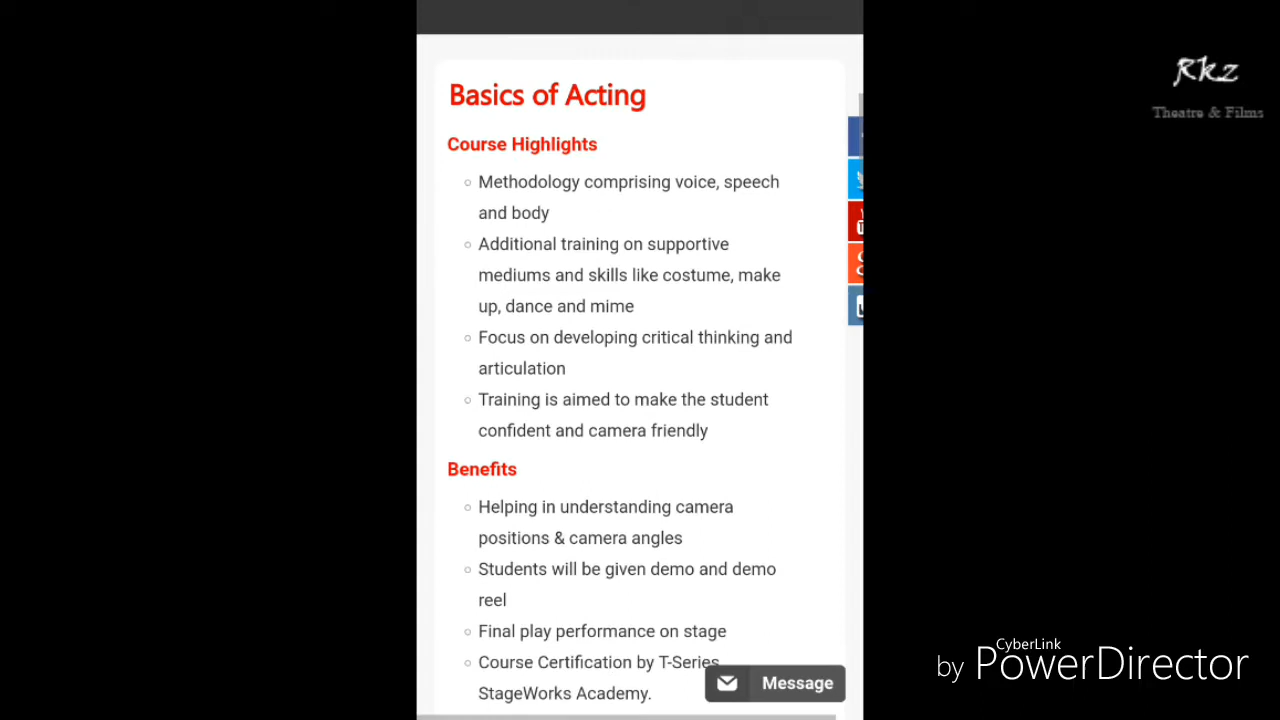 Rkz
Theatre & Films
Basics of Acting
Course Highlights
Methodology comprising voice, speech
and body
Additional training on supportive
mediums and skills like costume, make
up, dance and mime
Focus on developing critical thinking and
articulation
Training is aimed to make the student
confident and camera friendly
Benefits
Helping in understanding camera
positions & camera angles
Students will be given demo and demo
reel
Final play performance on stage
Course Certification by T-Series
StageWorks Academy.
Message
CyberLink
by PowerDirector